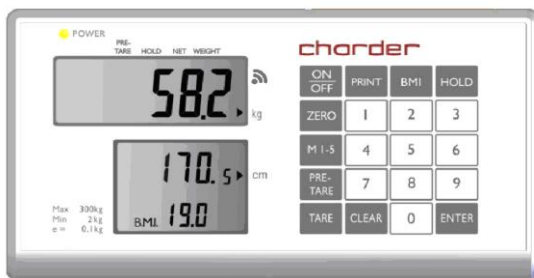 POWER
PRE-TARE HOLD NET WEIGHT
58.2 kg
170.5 cm
B.M.I. 19.0
Max 300kg
Min 2kg
e = 0.1kg
charder
ON/OFF PRINT BMI HOLD
ZERO 1 2 3
M 1-5 4 5 6
PRE-TARE 7 8 9
TARE CLEAR 0 ENTER